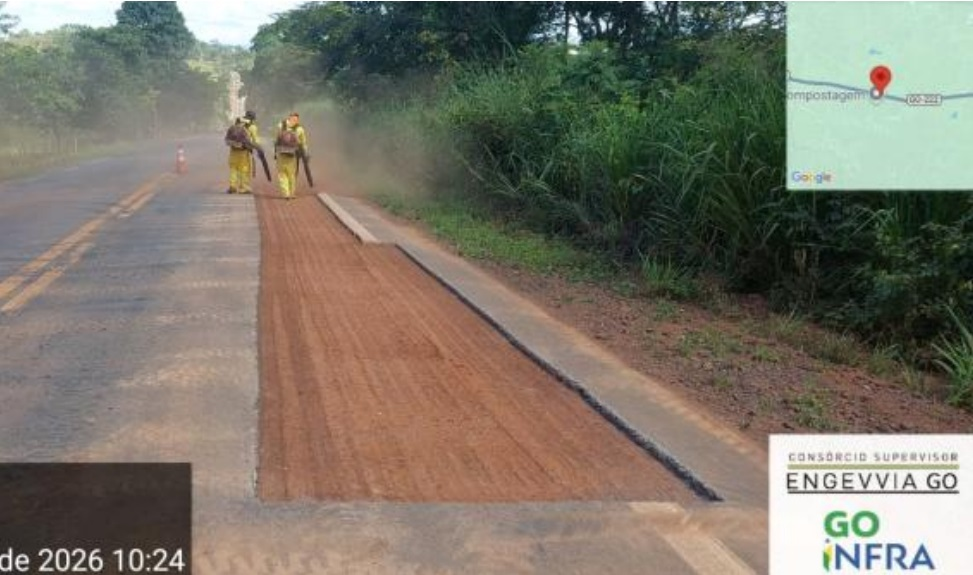 ompostagem
GO-222
Google
CONSÓRCIO SUPERVISOR
ENGEVVIA GO
GO
INFRA
de 2026 10:24